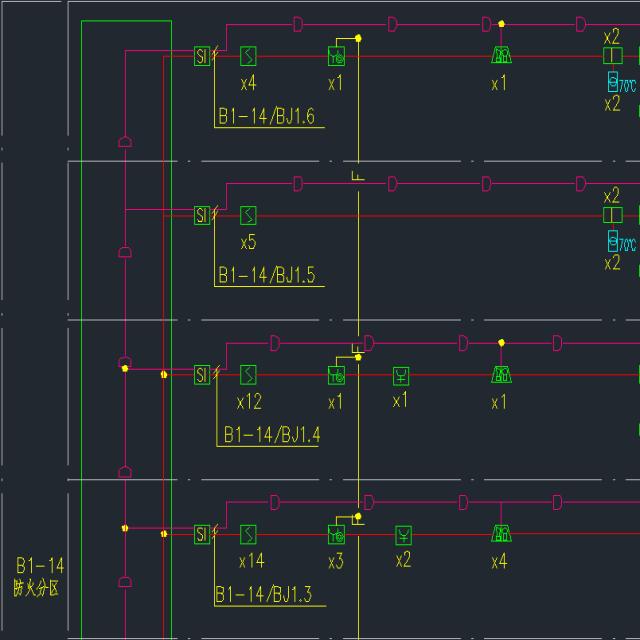 D D D D
x2
SI
70℃
x4 x1 x1 x2
B1-14/BJ1.6
F
D D D D
x2
SI
70℃
x5 x2
B1-14/BJ1.5
D D D D
F
SI
x12 x1 x1 x1
B1-14/BJ1.4
D D D D
F
SI
x14 x3 x2 x4
B1-14
防火分区
B1-14/BJ1.3